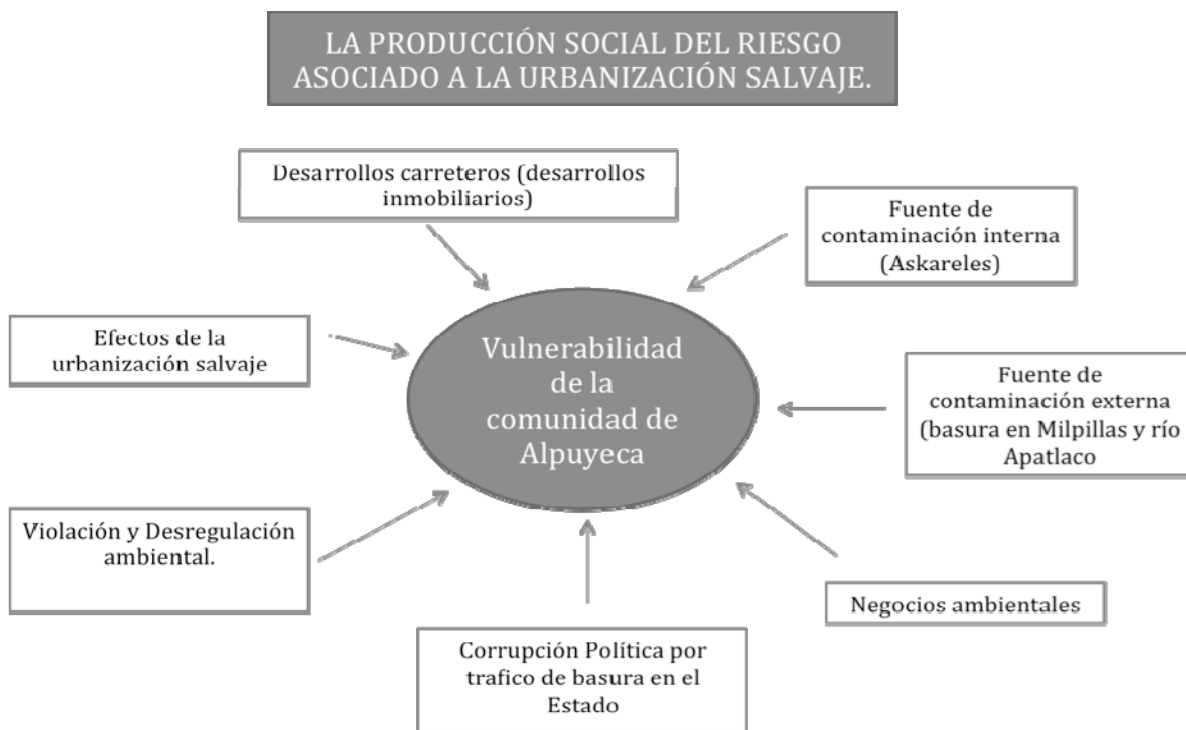 LA PRODUCCIÓN SOCIAL DEL RIESGO
ASOCIADO A LA URBANIZACIÓN SALVAJE.
Desarrollos carreteros (desarrollos
inmobiliarios)
Fuente de
contaminación interna
(Askareles)
Efectos de la
urbanización salvaje
Vulnerabilidad
de la
comunidad de
Alpuyeca
Fuente de
contaminación externa
(basura en Milpillas y río
Apatlaco
Violación y Desregulación
ambiental.
Negocios ambientales
Corrupción Política por
trafico de basura en el
Estado